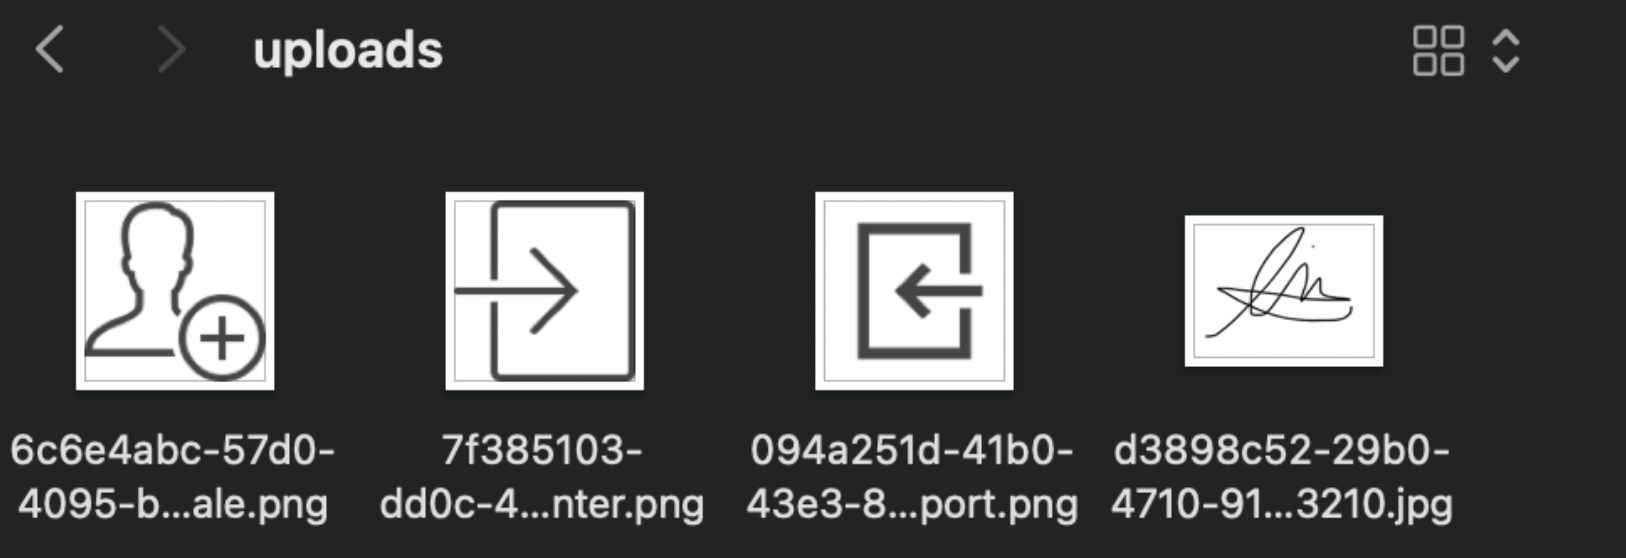 uploads
6c6e4abc-57d0-
4095-b...ale.png
7f385103-
dd0c-4...nter.png
094a251d-41b0-
43e3-8...port.png
d3898c52-29b0-
4710-91...3210.jpg